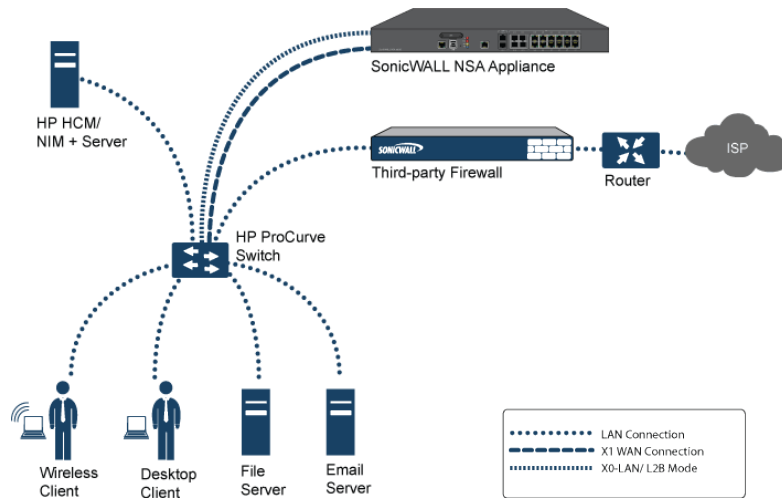 SonicWALL NSA Appliance
HP HCM/
NIM + Server
SONICWALL
Third-party Firewall
Router
ISP
HP ProCurve
Switch
Wireless
Client
Desktop
Client
File
Server
Email
Server
LAN Connection
X1 WAN Connection
X0-LAN/ L2B Mode